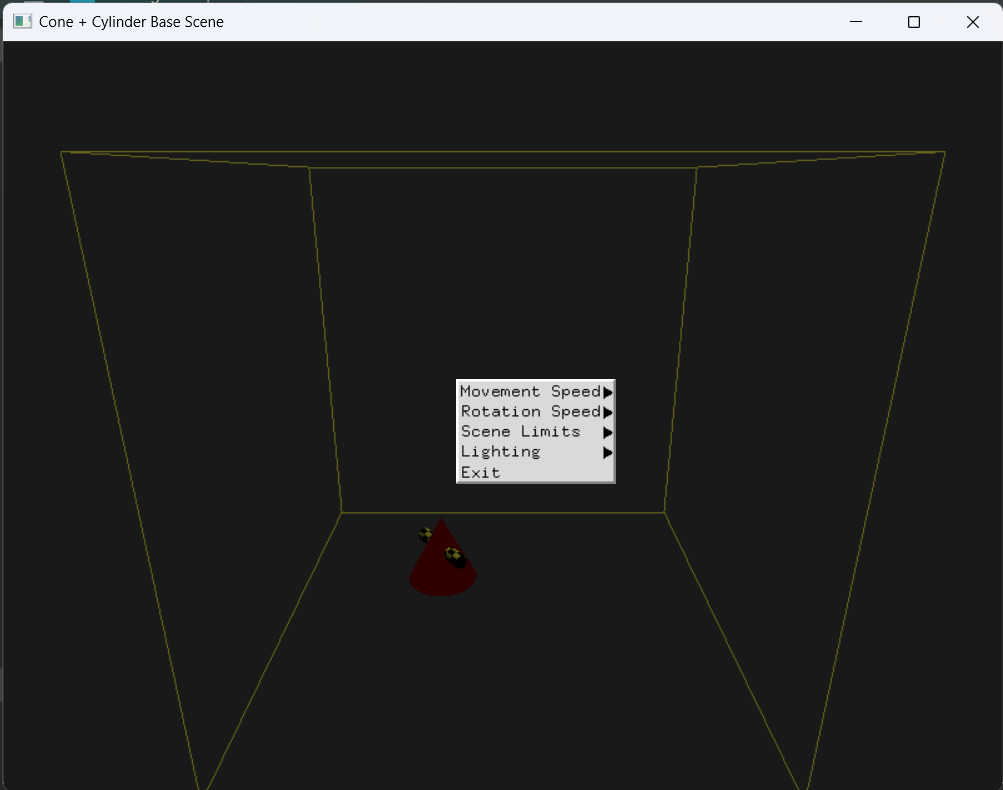 Cone + Cylinder Base Scene
Movement Speed
Rotation Speed
Scene Limits
Lighting
Exit